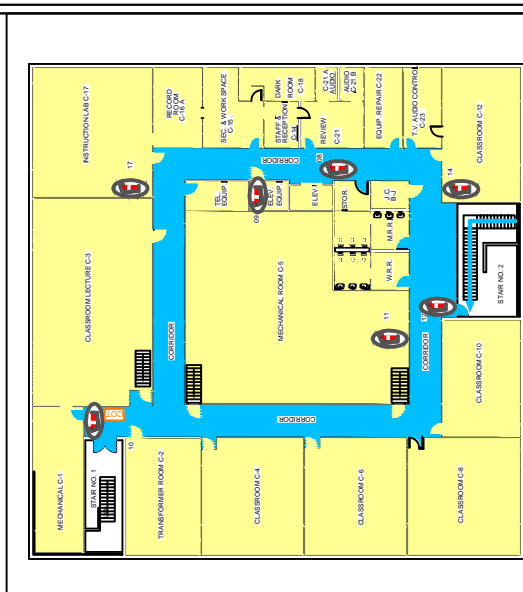 INSTRUCTION LAB C-17
RECORD
ROOM
C-16 A
SEC. & WORK SPACE
C-15
DARK
ROOM
C-18
STAFF &
RECEPTION
C-14
C-21 A
AUDIO
AUDIO
C-21 B
REVIEW
C-21
EQUIP. REPAIR C-22
T.V. AUDIO CONTROL
C-23
CLASSROOM C-12
17
CORRIDOR
08
14
TEL.
EQUIP.
ELEV.
EQUIP.
09
ELEV.
STOR.
J.C.
B-J
M.R.R.
W.R.R.
STAIR NO. 2
CLASSROOM LECTURE C-3
MECHANICAL ROOM C-5
11
CORRIDOR
CORRIDOR
CLASSROOM C-10
CORRIDOR
COT
10
MECHANICAL C-1
STAIR NO. 1
TRANSFORMER ROOM C-2
CLASSROOM C-4
CLASSROOM C-6
CLASSROOM C-8